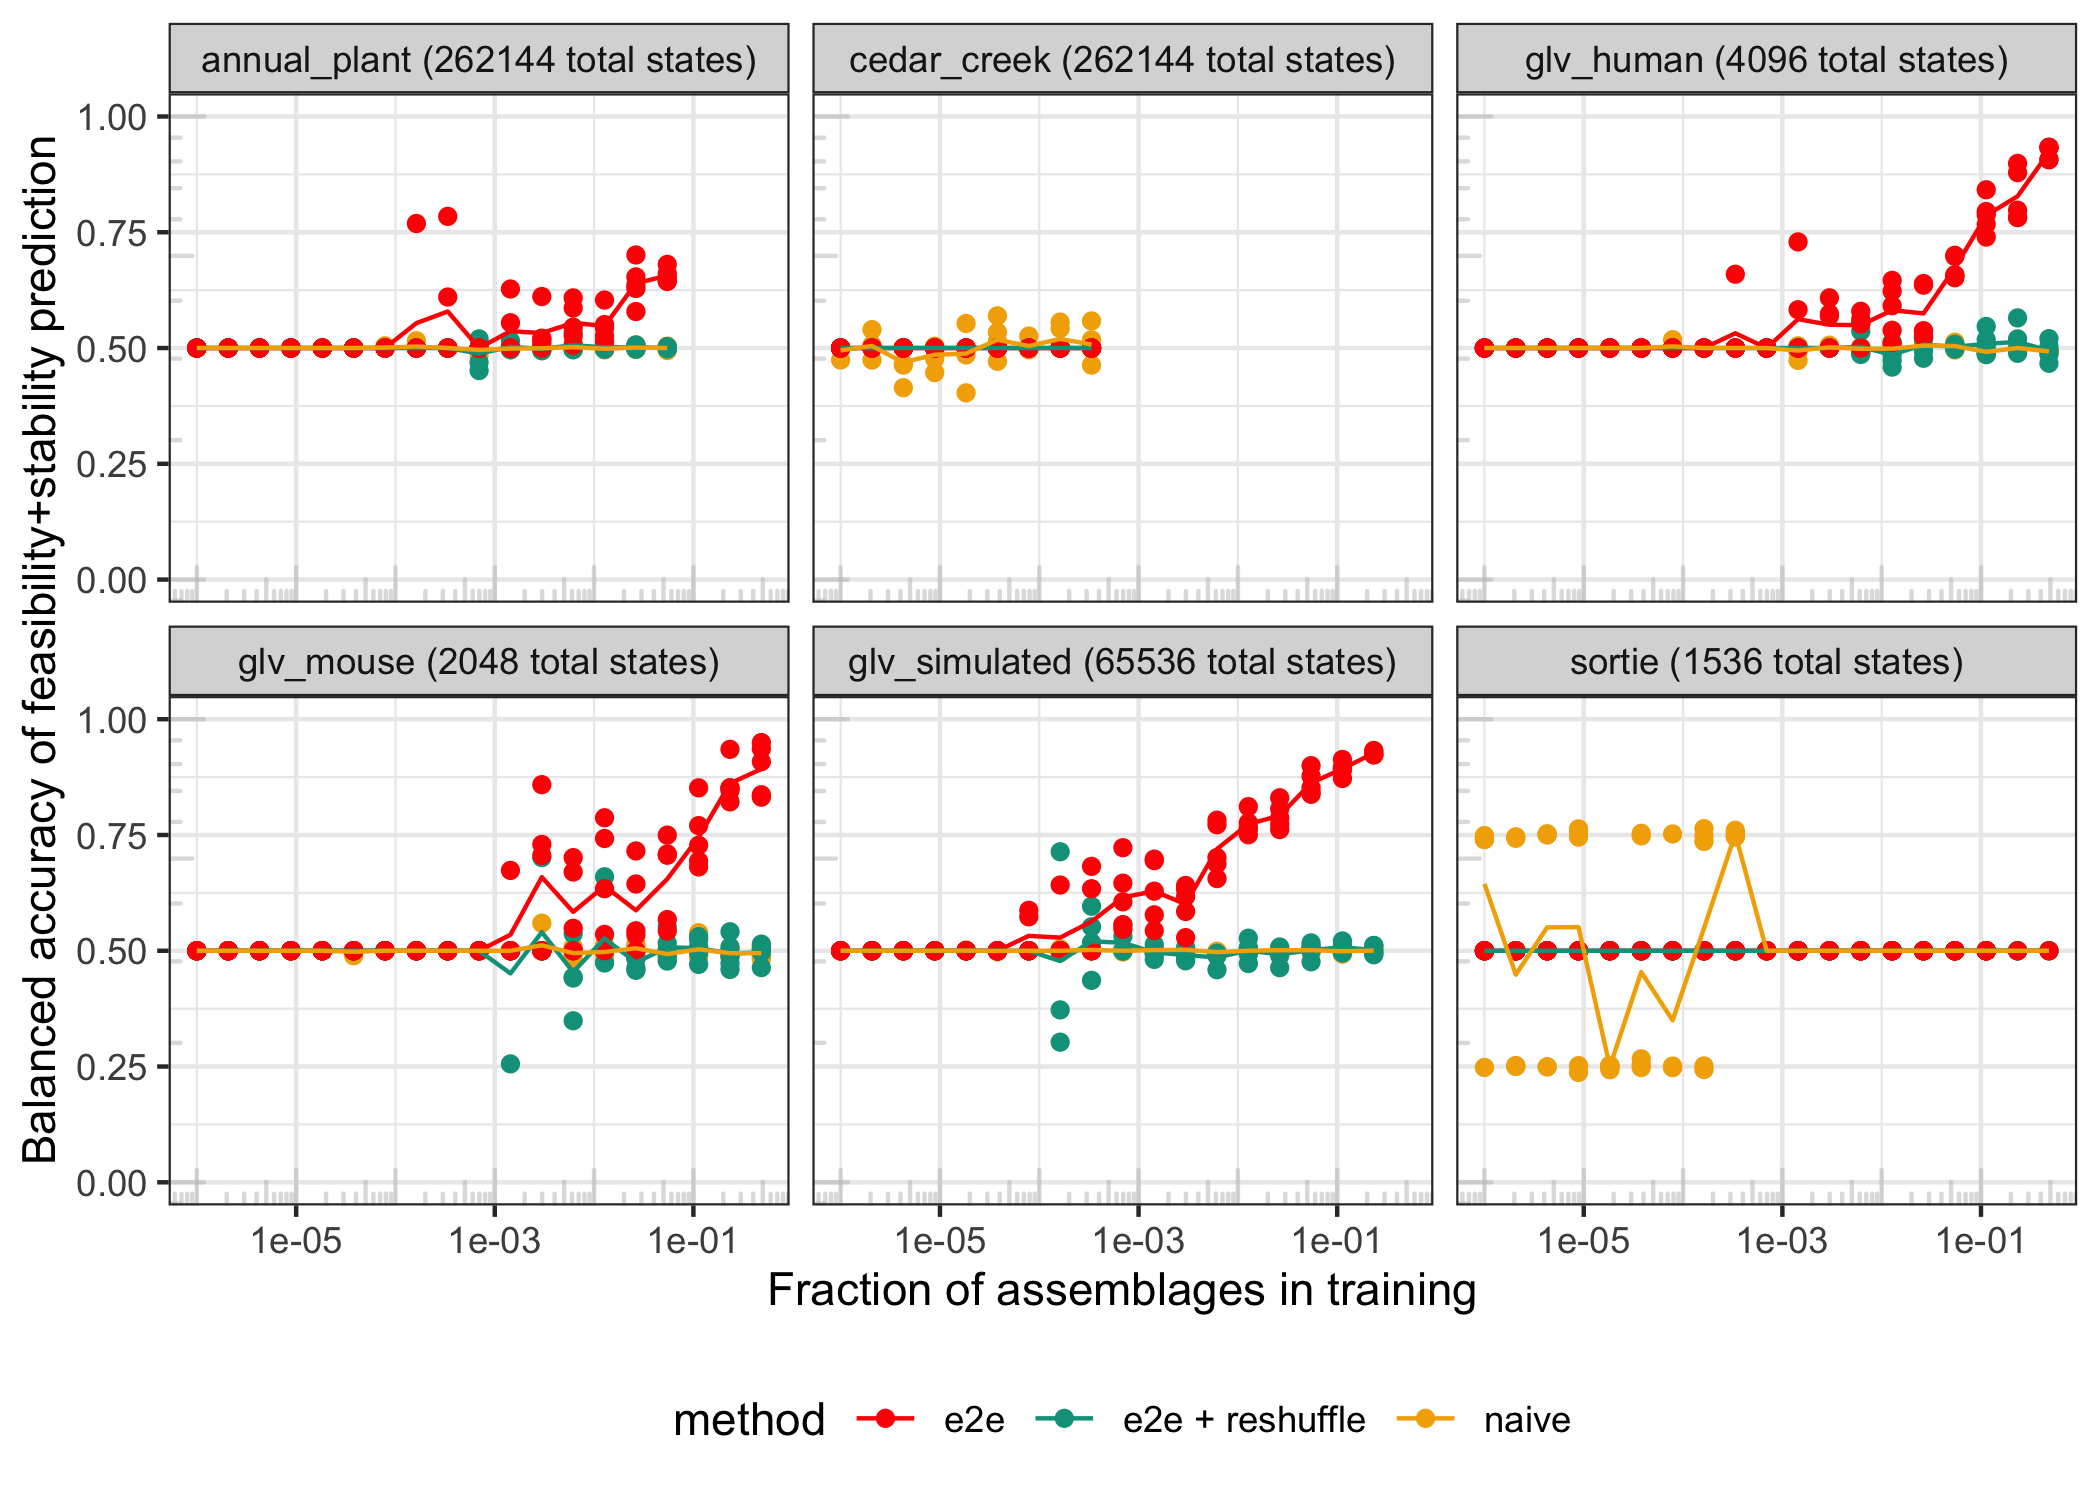 annual_plant (262144 total states)
cedar_creek (262144 total states)
glv_human (4096 total states)
1.00
0.75
0.50
0.25
0.00
glv_mouse (2048 total states)
glv_simulated (65536 total states)
sortie (1536 total states)
1.00
0.75
0.50
0.25
0.00
Balanced accuracy of feasibility+stability prediction
1e-05 1e-03 1e-01
1e-05 1e-03 1e-01
1e-05 1e-03 1e-01
Fraction of assemblages in training
method e2e e2e + reshuffle naive